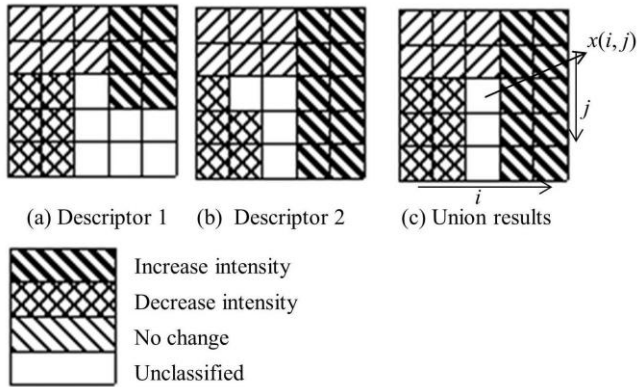 x(i, j)
j
i
(a) Descriptor 1 (b) Descriptor 2 (c) Union results
Increase intensity
Decrease intensity
No change
Unclassified